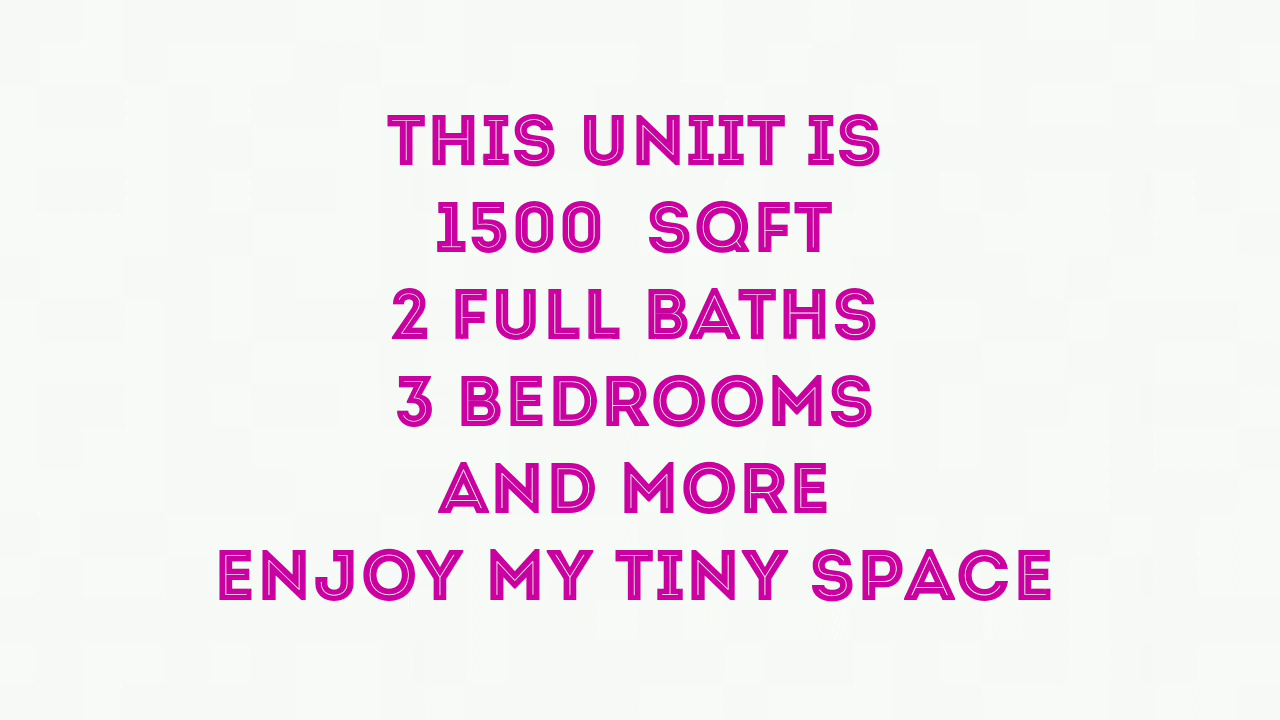 THIS UNIIT IS
1500  SQFT
2 FULL BATHS
3 BEDROOMS
AND MORE
ENJOY MY TINY SPACE